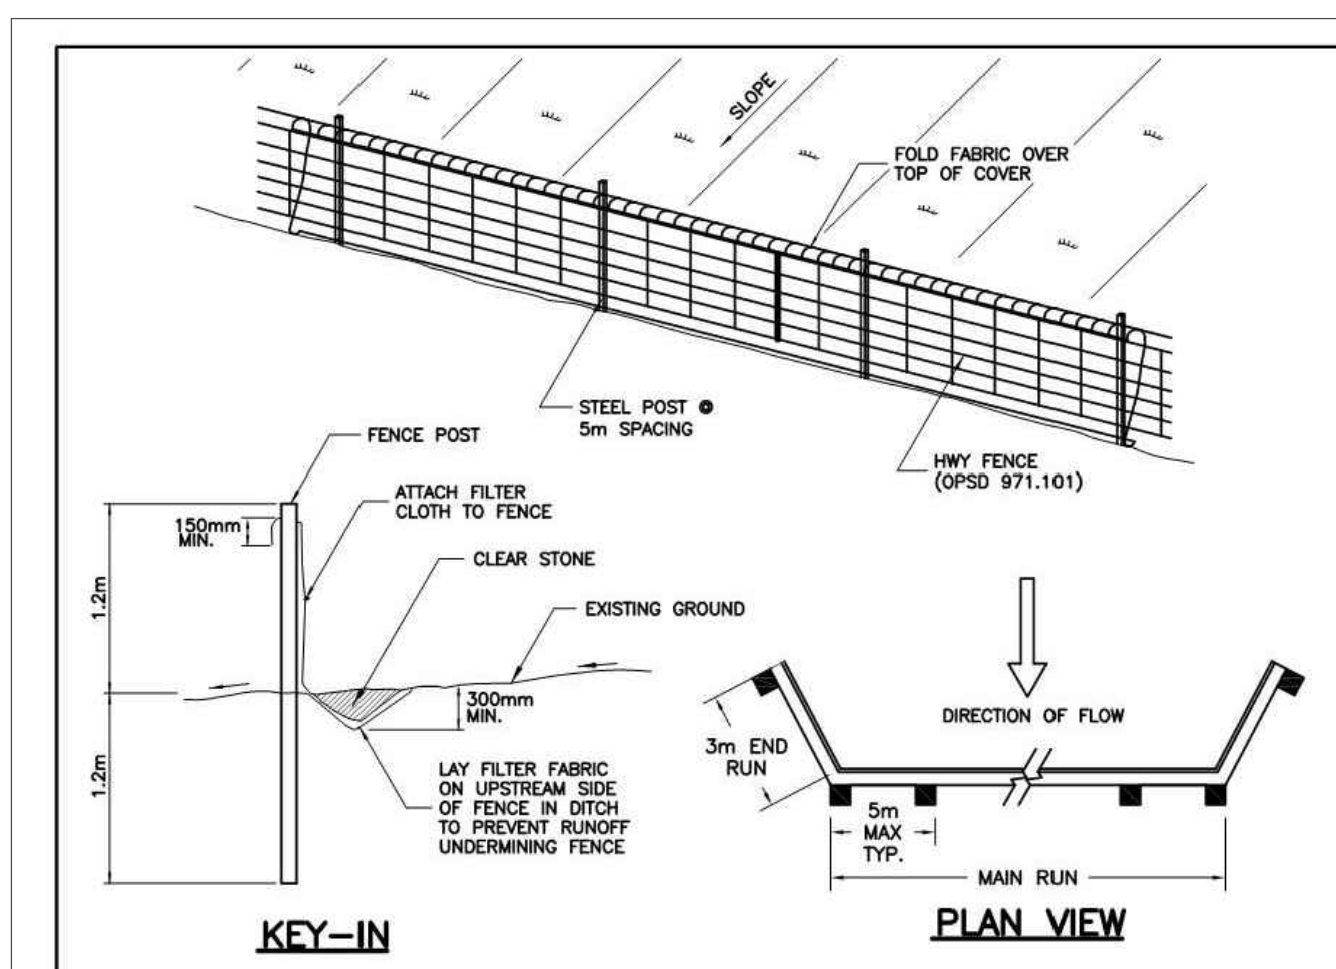 SLOPE
FOLD FABRIC OVER
TOP OF COVER
STEEL POST @
5m SPACING
HWY FENCE
(OPSD 971.101)
FENCE POST
ATTACH FILTER
CLOTH TO FENCE
150mm
MIN.
CLEAR STONE
1.2m
EXISTING GROUND
300mm
MIN.
1.2m
LAY FILTER FABRIC
ON UPSTREAM SIDE
OF FENCE IN DITCH
TO PREVENT RUNOFF
UNDERMINING FENCE
KEY-IN
DIRECTION OF FLOW
3m END
RUN
5m
MAX
TYP.
MAIN RUN
PLAN VIEW